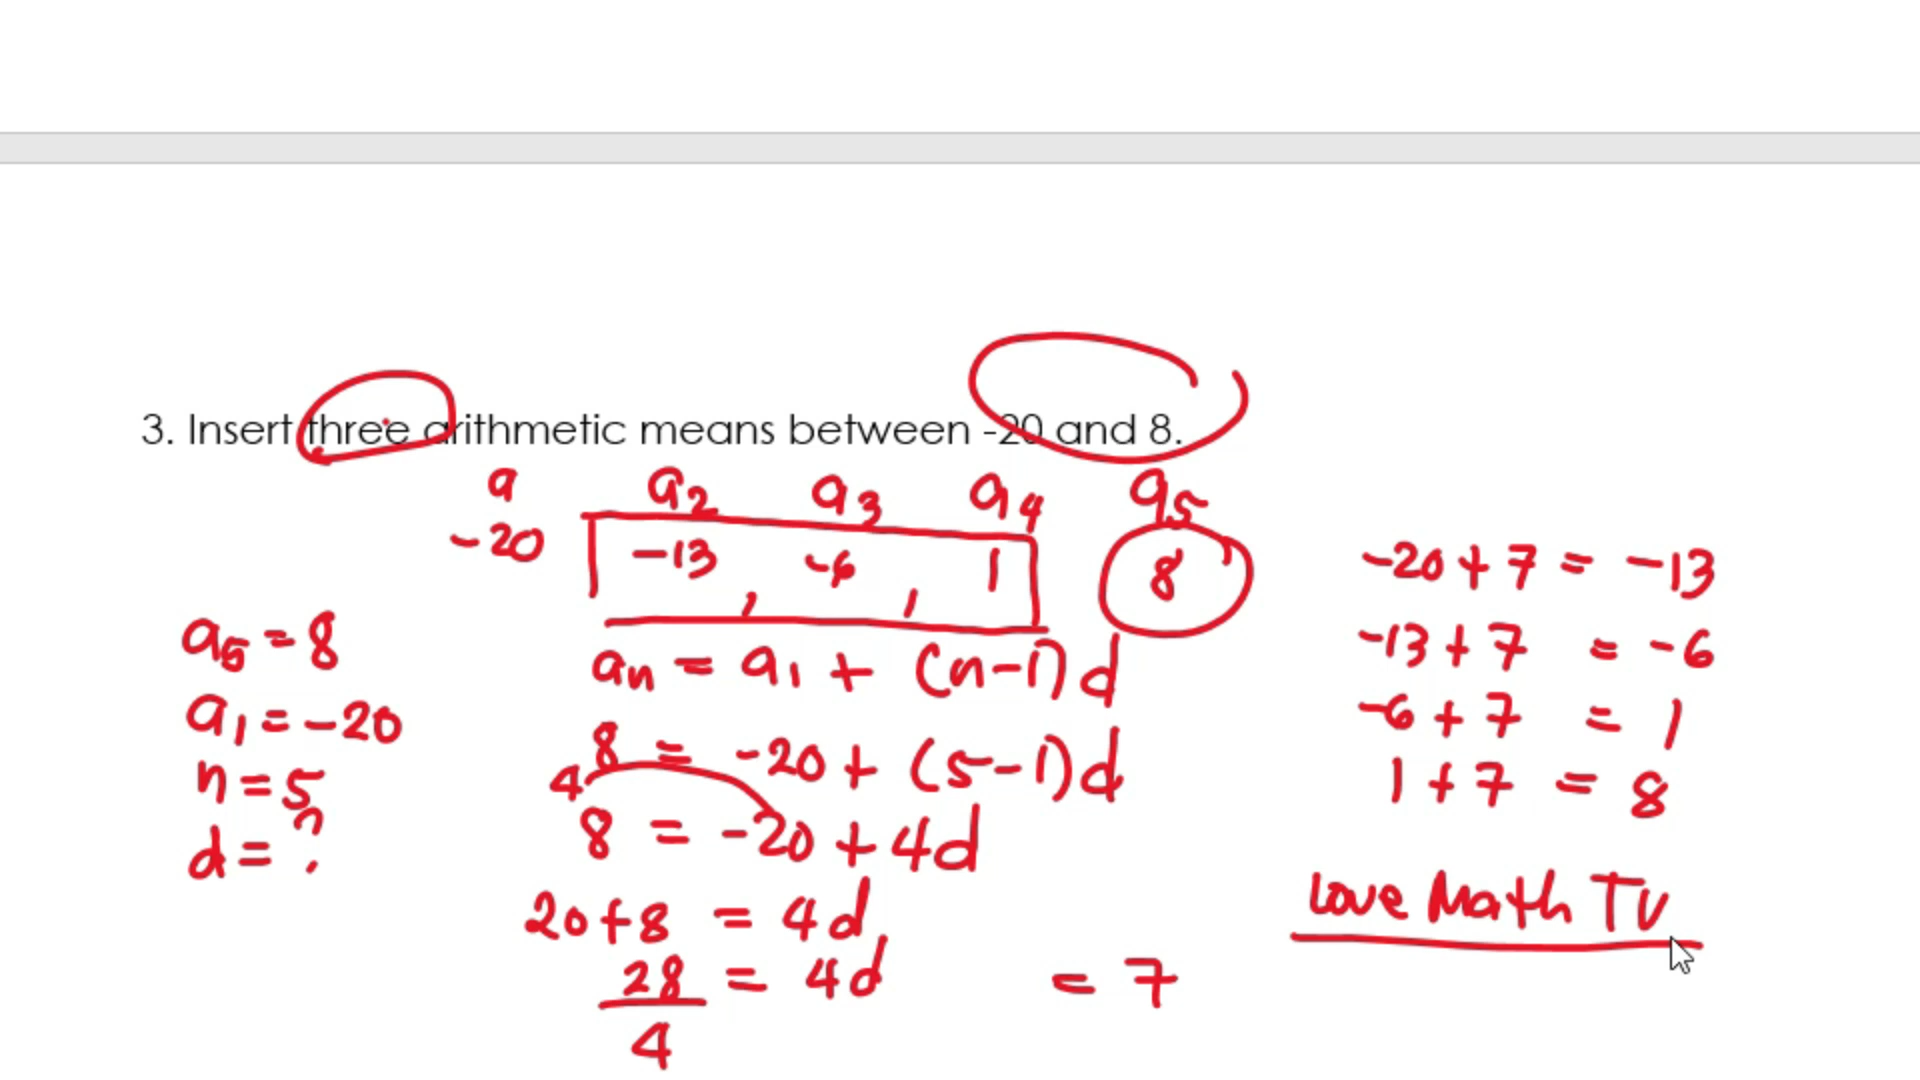 3. Insert three arithmetic means between -20 and 8.
a a2 a3 a4 a5
-20 -13 , -6 , 1 8
a5 = 8
a1 = -20
n = 5
d = ?
an = a1 + (n-1)d
8 = -20 + (5-1)d
4
8 = -20 + 4d
20+8 = 4d
28 = 4d = 7
4
-20 + 7 = -13
-13 + 7 = -6
-6 + 7 = 1
1 + 7 = 8
Love Math TV